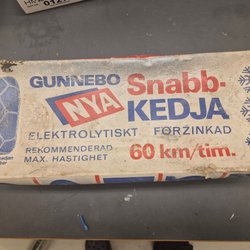 GUNNEBO Snabb-
NYA KEDJA
ELEKTROLYTISKT FÖRZINKAD
REKOMMENDERAD
MAX. HASTIGHET 60 km/tim.